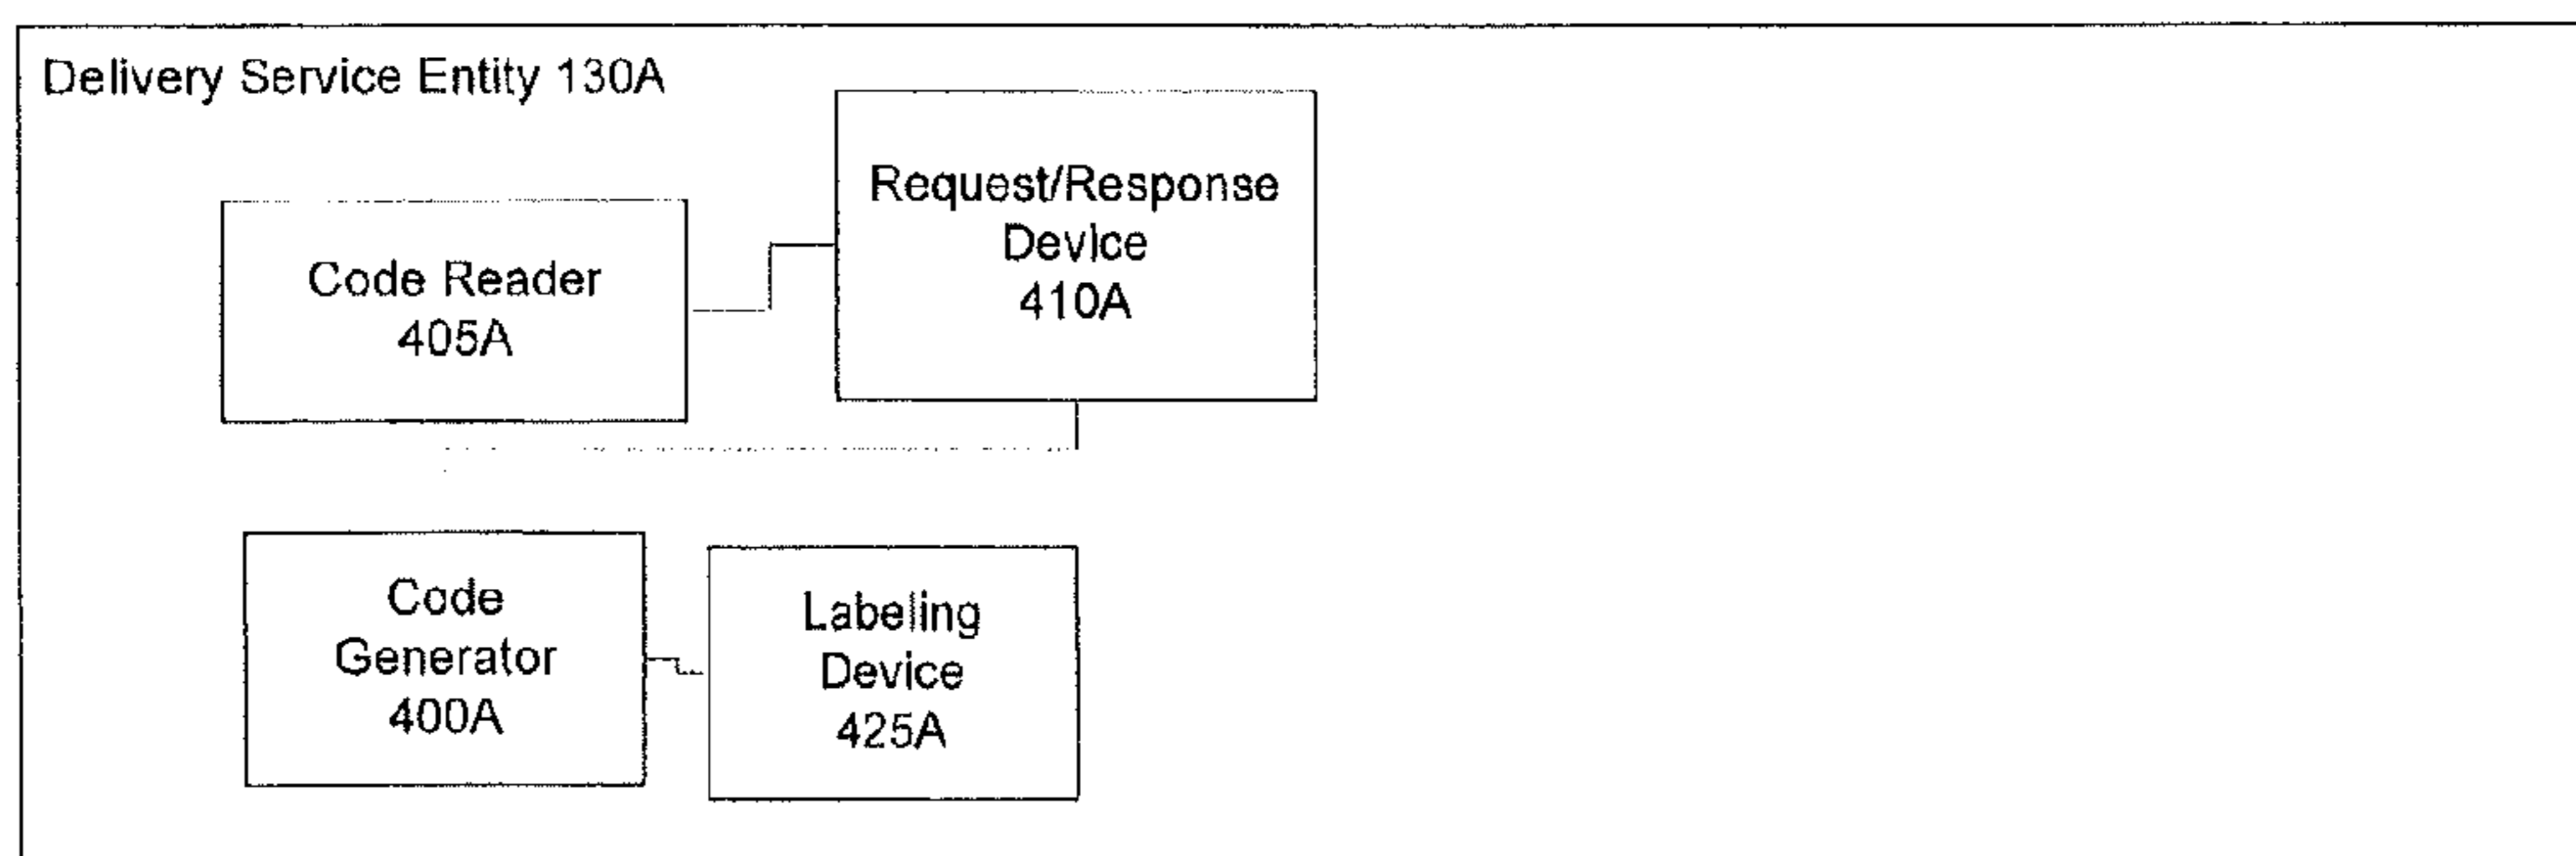 Delivery Service Entity 130A
Request/Response
Device
410A
Code Reader
405A
Code
Generator
400A
Labeling
Device
425A